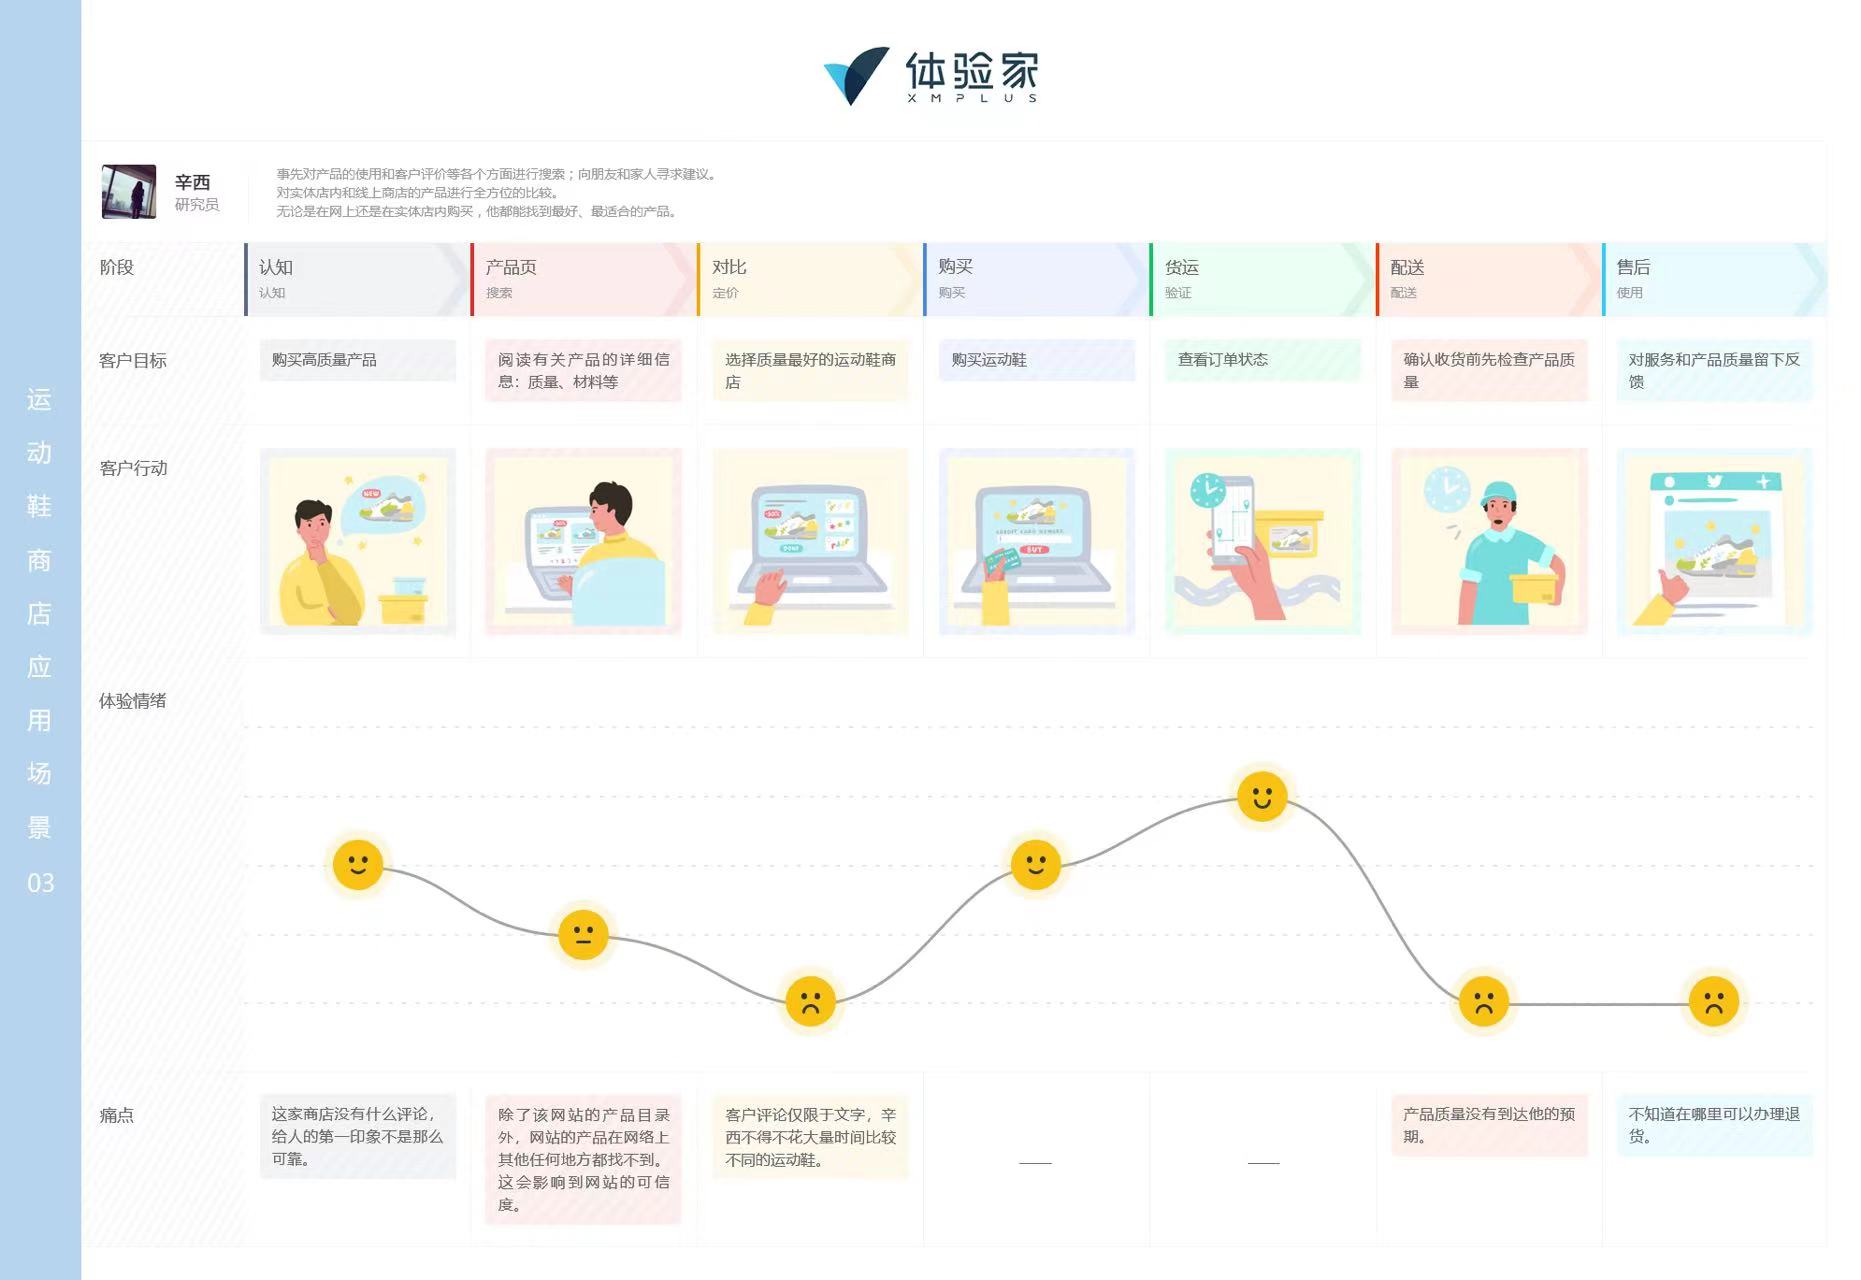 体验家
XMPLUS
辛西
研究员
事先对产品的使用和客户评价等各个方面进行搜索；向朋友和家人寻求建议。
对实体店内和线上商店的产品进行全方位的比较。
无论是在网上还是在实体店内购买，他都能找到最好、最适合的产品。
运动鞋商店应用场景03
阶段
认知
认知
产品页
搜索
对比
定价
购买
购买
货运
验证
配送
配送
售后
使用
客户目标
购买高质量产品
阅读有关产品的详细信
息：质量、材料等
选择质量最好的运动鞋商
店
购买运动鞋
查看订单状态
确认收货前先检查产品质
量
对服务和产品质量留下反
馈
客户行动
NEW
BUY
体验情绪
痛点
这家商店没有什么评论，
给人的第一印象不是那么
可靠。
除了该网站的产品目录
外，网站的产品在网络上
其他任何地方都找不到。
这会影响到网站的可信
度。
客户评论仅限于文字，辛
西不得不花大量时间比较
不同的运动鞋。
产品质量没有到达他的预
期。
不知道在哪里可以办理退
货。